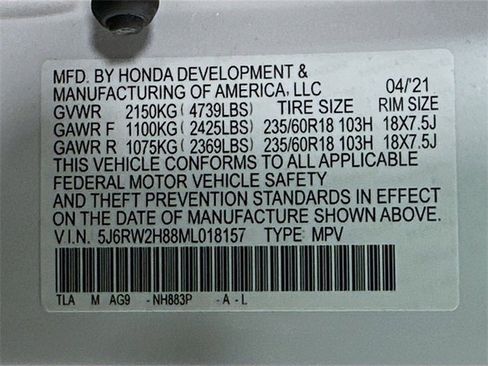 MFD. BY HONDA DEVELOPMENT &
MANUFACTURING OF AMERICA, LLC 04/'21
GVWR 2150KG ( 4739LBS) TIRE SIZE RIM SIZE
GAWR F 1100KG ( 2425LBS) 235/60R18 103H 18X7.5J
GAWR R 1075KG ( 2369LBS) 235/60R18 103H 18X7.5J
THIS VEHICLE CONFORMS TO ALL APPLICABLE
FEDERAL MOTOR VEHICLE SAFETY
AND THEFT PREVENTION STANDARDS IN EFFECT
ON THE DATE OF MANUFACTURE SHOWN ABOVE.
V.I.N. 5J6RW2H88ML018157 TYPE: MPV
TLA M AG9 -NH883P -A-L